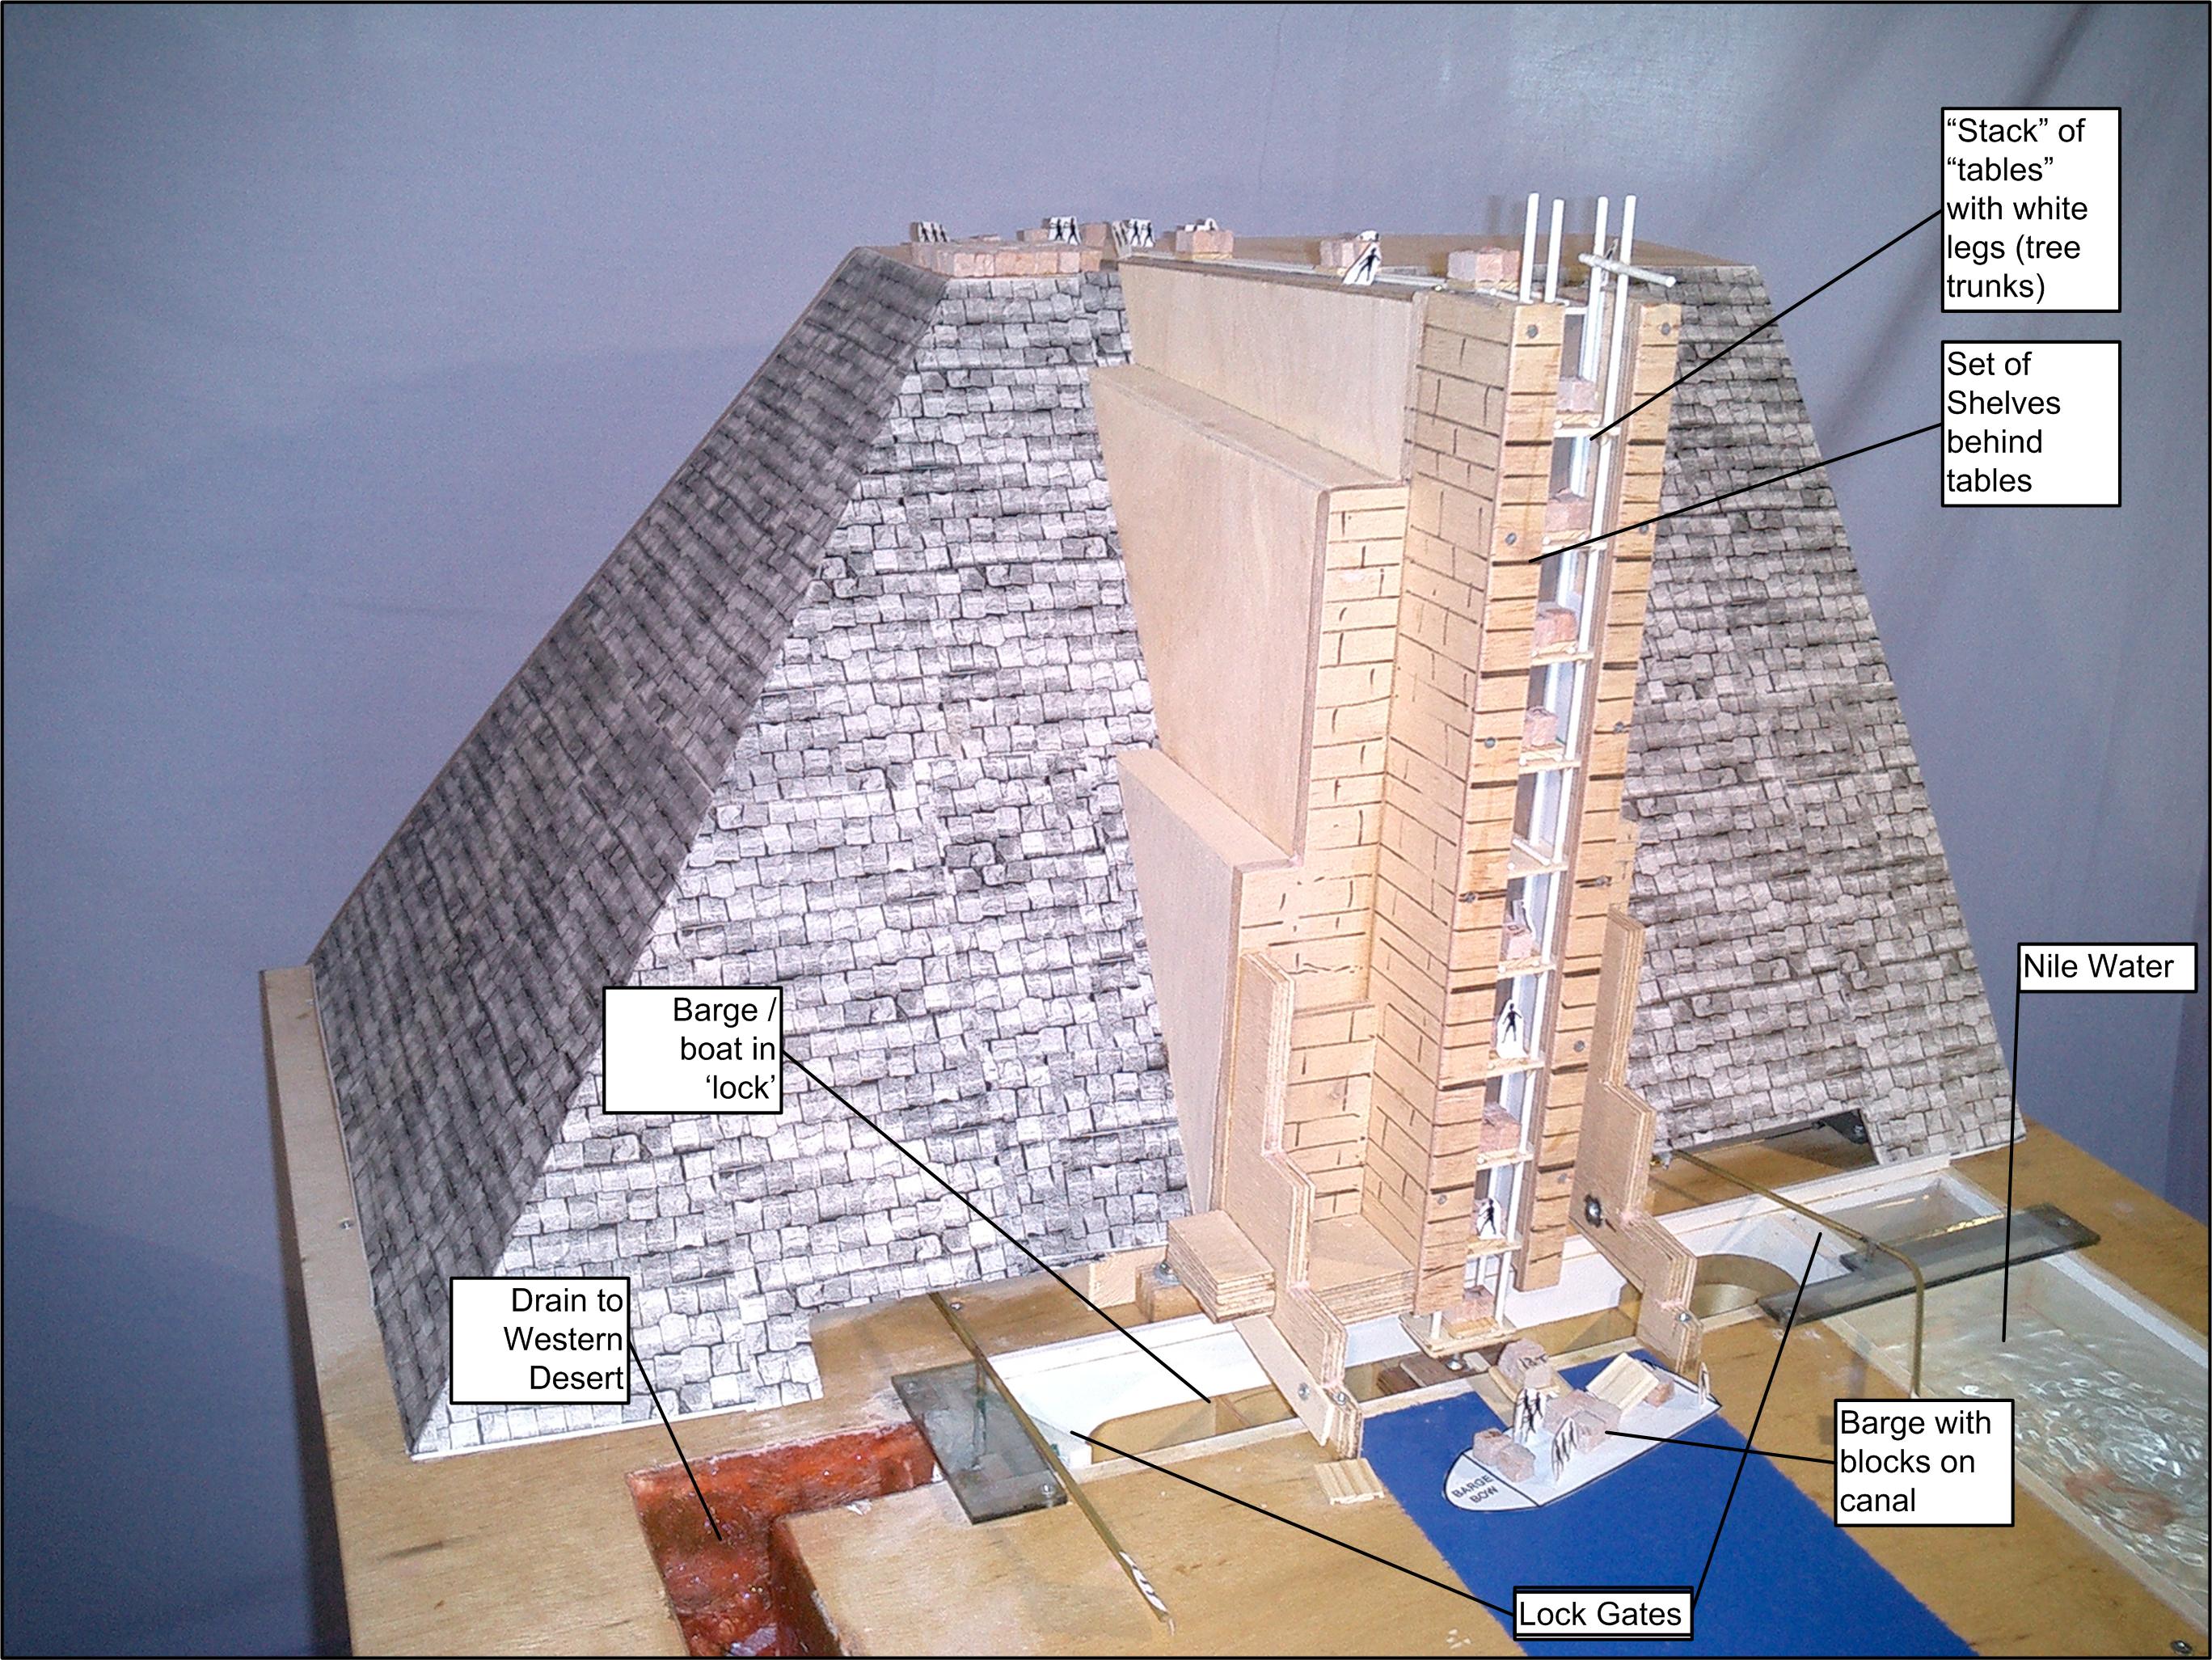 “Stack” of
“tables”
with white
legs (tree
trunks)
Set of
Shelves
behind
tables
Nile Water
Barge /
boat in
‘lock’
Drain to
Western
Desert
Barge with
blocks on
canal
BARGE
BOW
Lock Gates